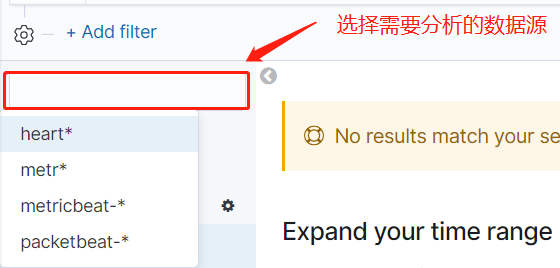 选择需要分析的数据源
+ Add filter
heart*
metr*
metricbeat-*
packetbeat-*
No results match your se
Expand your time range